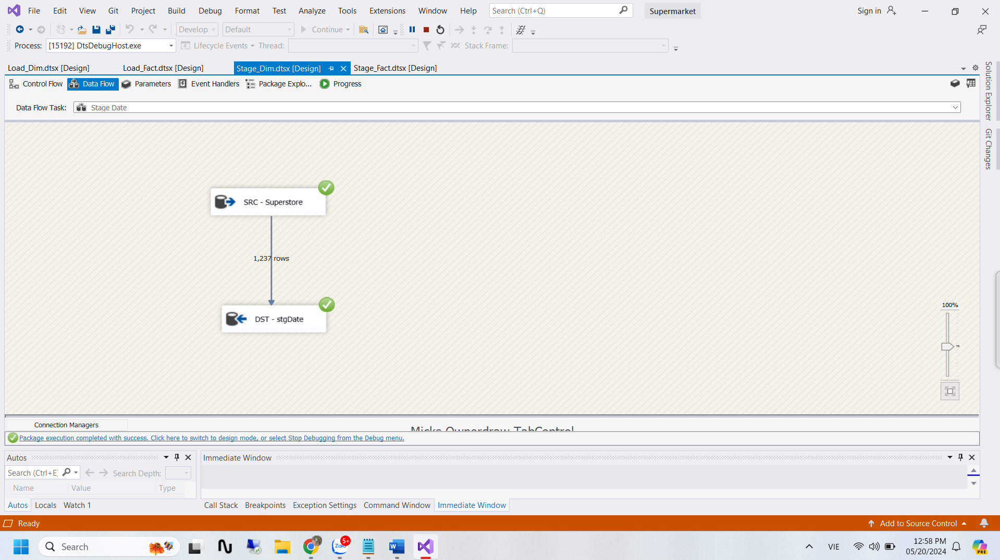 File Edit View Git Project Build Debug Format Test Analyze Tools Extensions Window Help Search (Ctrl+Q) Supermarket Sign in
Develop Default Continue
Process: [15192] DtsDebugHost.exe Lifecycle Events Thread: Stack Frame:
Load_Dim.dtsx [Design] Load_Fact.dtsx [Design] Stage_Dim.dtsx [Design] Stage_Fact.dtsx [Design]
Control Flow Data Flow Parameters Event Handlers Package Explo... Progress
Data Flow Task: Stage Date
Solution Explorer
Git Changes
SRC - Superstore
1,237 rows
DST - stgDate
100%
Connection Managers
Micks Ownerdraw TabControl
Package execution completed with success. Click here to switch to design mode, or select Stop Debugging from the Debug menu.
Autos Immediate Window
Search (Ctrl+E) Search Depth:
Name Value Type
Autos Locals Watch 1 Call Stack Breakpoints Exception Settings Command Window Immediate Window
Ready Add to Source Control
Search Zalo 5+ W VIE 12:58 PM
05/20/2024 PRE